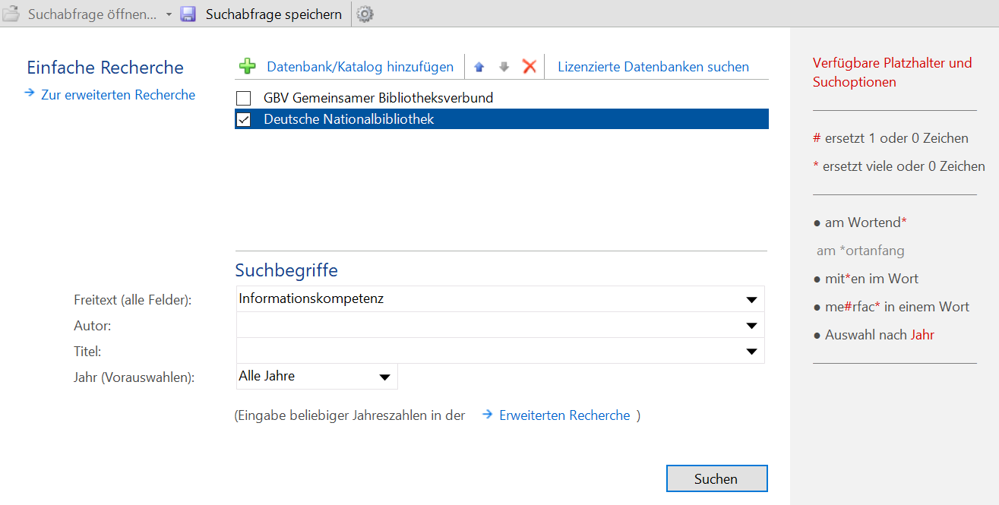 Suchabfrage öffnen... Suchabfrage speichern
Einfache Recherche
Zur erweiterten Recherche
Datenbank/Katalog hinzufügen
Lizenzierte Datenbanken suchen
GBV Gemeinsamer Bibliotheksverbund
Deutsche Nationalbibliothek
Suchbegriffe
Freitext (alle Felder): Informationskompetenz
Autor:
Titel:
Jahr (Vorauswahlen): Alle Jahre
(Eingabe beliebiger Jahreszahlen in der Erweiterten Recherche )
Suchen
Verfügbare Platzhalter und
Suchoptionen
# ersetzt 1 oder 0 Zeichen
* ersetzt viele oder 0 Zeichen
● am Wortend*
am *ortanfang
● mit*en im Wort
● me#rfac* in einem Wort
● Auswahl nach Jahr